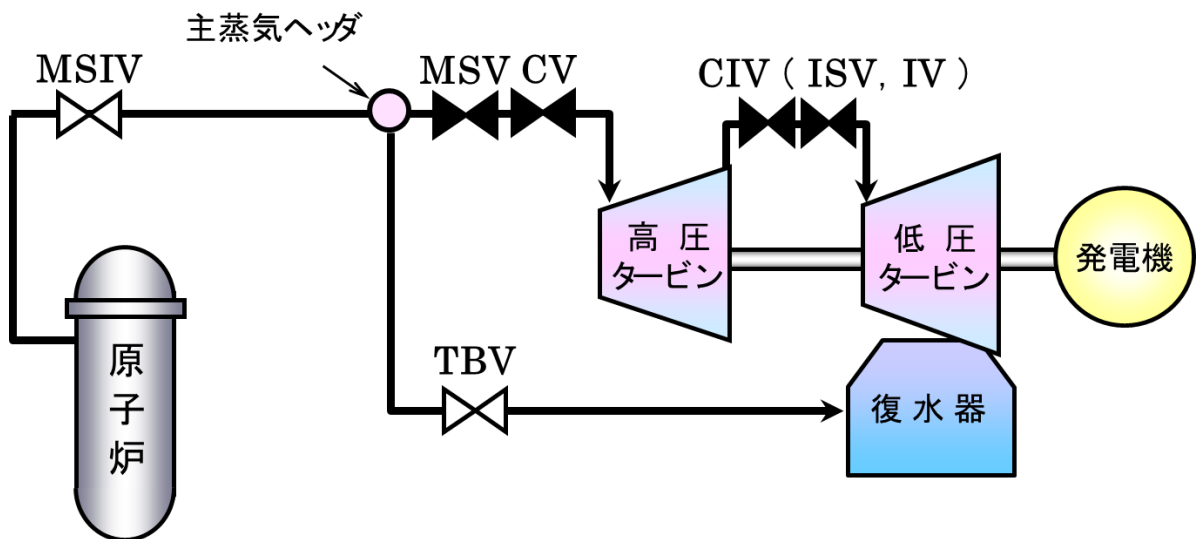 主蒸気ヘッダ
MSIV
MSV
CV
CIV ( ISV, IV )
高圧
タービン
低圧
タービン
発電機
原子炉
TBV
復水器